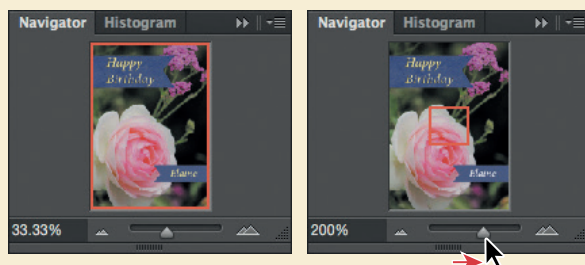 Navigator Histogram
Happy
Birthday
Elaine
33.33%
Navigator Histogram
Happy
Birthday
Elaine
200%